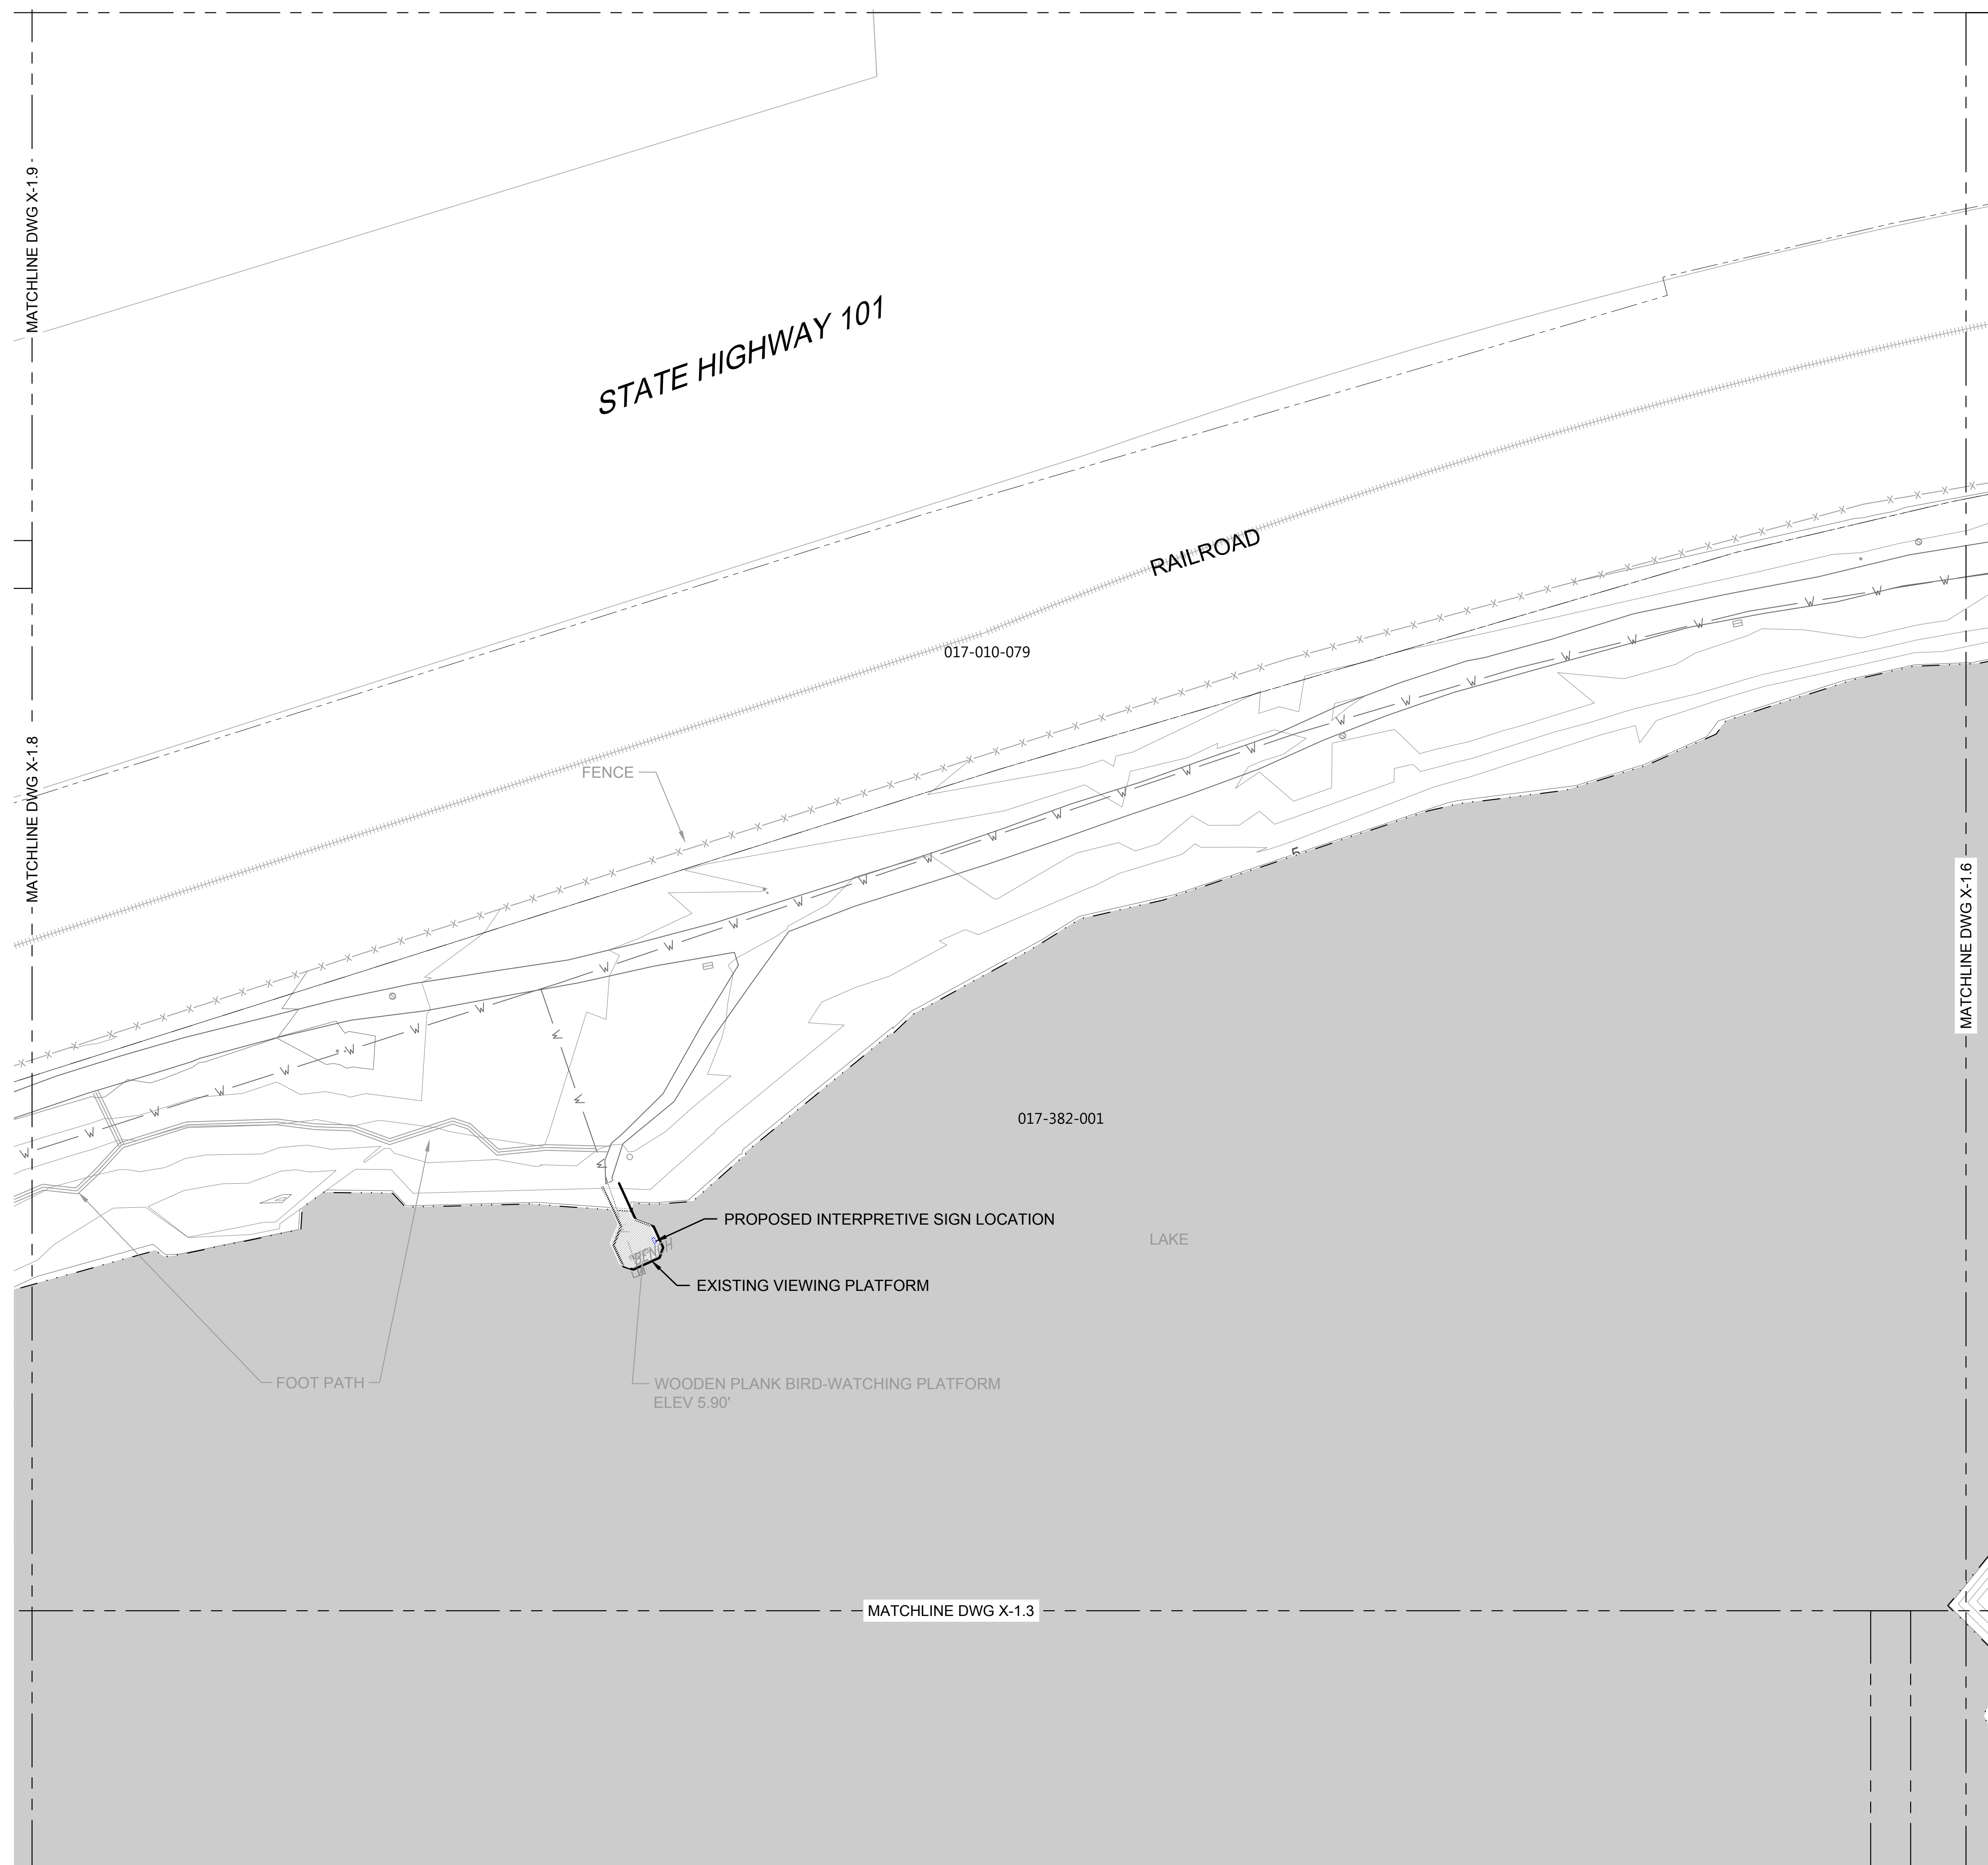 MATCHLINE DWG X-1.9
STATE HIGHWAY 101
RAILROAD
017-010-079
FENCE
MATCHLINE DWG X-1.8
X X X X X X X X X X X X X X X X X X X X X X X X X X X X X X X X X X X X X X X X X X
W W W W W W W W W W W W W W W W W W W W W W W W W W W W W
W W W
5
MATCHLINE DWG X-1.6
017-382-001
PROPOSED INTERPRETIVE SIGN LOCATION
LAKE
BENCH
EXISTING VIEWING PLATFORM
FOOT PATH
WOODEN PLANK BIRD-WATCHING PLATFORM
ELEV 5.90'
MATCHLINE DWG X-1.3